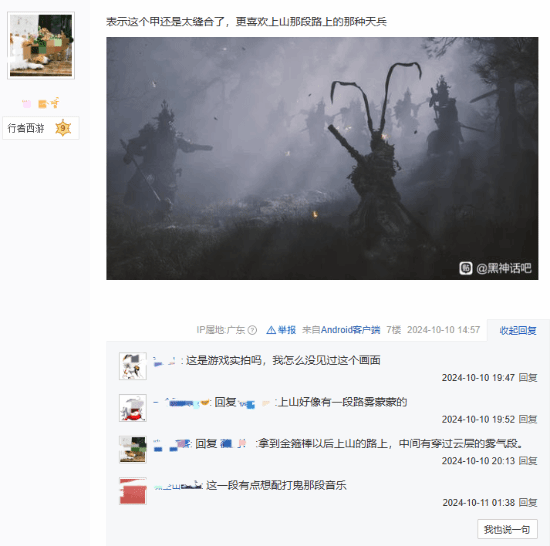 表示这个甲还是太缝合了，更喜欢上山那段路上的那种天兵
行者西游 9
贴 @黑神话吧
IP属地:广东 举报 来自Android客户端 7楼 2024-10-10 14:57 收起回复
: 这是游戏实拍吗，我怎么没见过这个画面
2024-10-10 19:47 回复
: 回复 :上山好像有一段路雾蒙蒙的
2024-10-10 19:52 回复
: 回复 :拿到金箍棒以后上山的路上，中间有穿过云层的雾气段。
2024-10-10 20:13 回复
: 这一段有点想配打鬼那段音乐
2024-10-11 01:38 回复
我也说一句